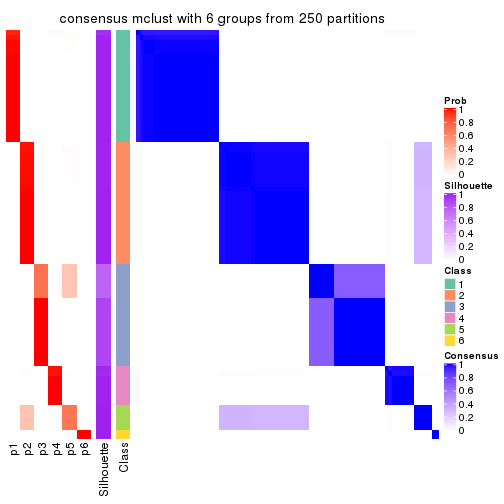 consensus mclust with 6 groups from 250 partitions
Prob
1
0.8
0.6
0.4
0.2
0
Silhouette
1
0.8
0.6
0.4
0.2
0
Class
1
2
3
4
5
6
Consensus
1
0.8
0.6
0.4
0.2
0
p1
p2
p3
p4
p5
p6
Silhouette
Class